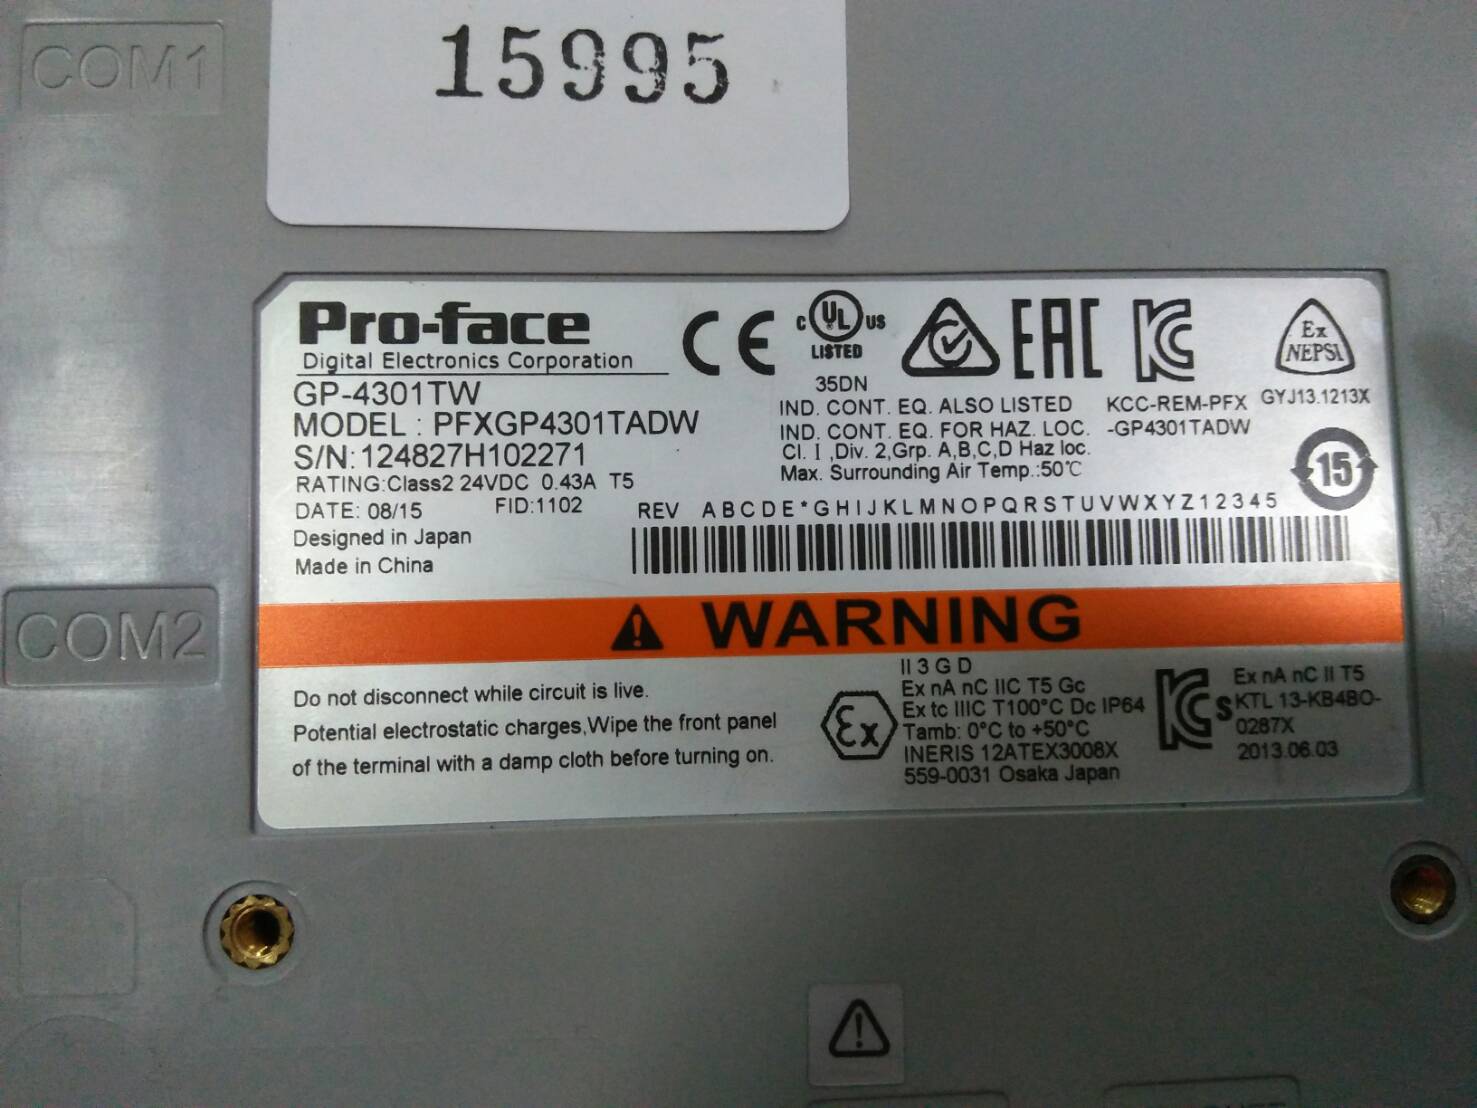 COM1
15995
Pro-face
Digital Electronics Corporation
GP-4301TW
MODEL : PFXGP4301TADW
S/N: 124827H102271
RATING:Class2 24VDC 0.43A T5
DATE: 08/15 FID:1102
Designed in Japan
Made in China
CE
C UL US
LISTED
35DN
IND. CONT. EQ. ALSO LISTED
IND. CONT. EQ. FOR HAZ. LOC.
Cl. I ,Div. 2,Grp. A,B,C,D Haz loc.
Max. Surrounding Air Temp.:50℃
EAC
KC
KCC-REM-PFX
-GP4301TADW
Ex
NEPSI
GYJ13.1213X
15
REV ABCDE*GHIJKLMNOPQRSTUVWXYZ12345
WARNING
COM2
Do not disconnect while circuit is live.
Potential electrostatic charges,Wipe the front panel
of the terminal with a damp cloth before turning on.
Ex
II 3 G D
Ex nA nC IIC T5 Gc
Ex tc IIIC T100°C Dc IP64
Tamb: 0°C to +50°C
INERIS 12ATEX3008X
559-0031 Osaka Japan
KCs
Ex nA nC II T5
KTL 13-KB4BO-
0287X
2013.06.03